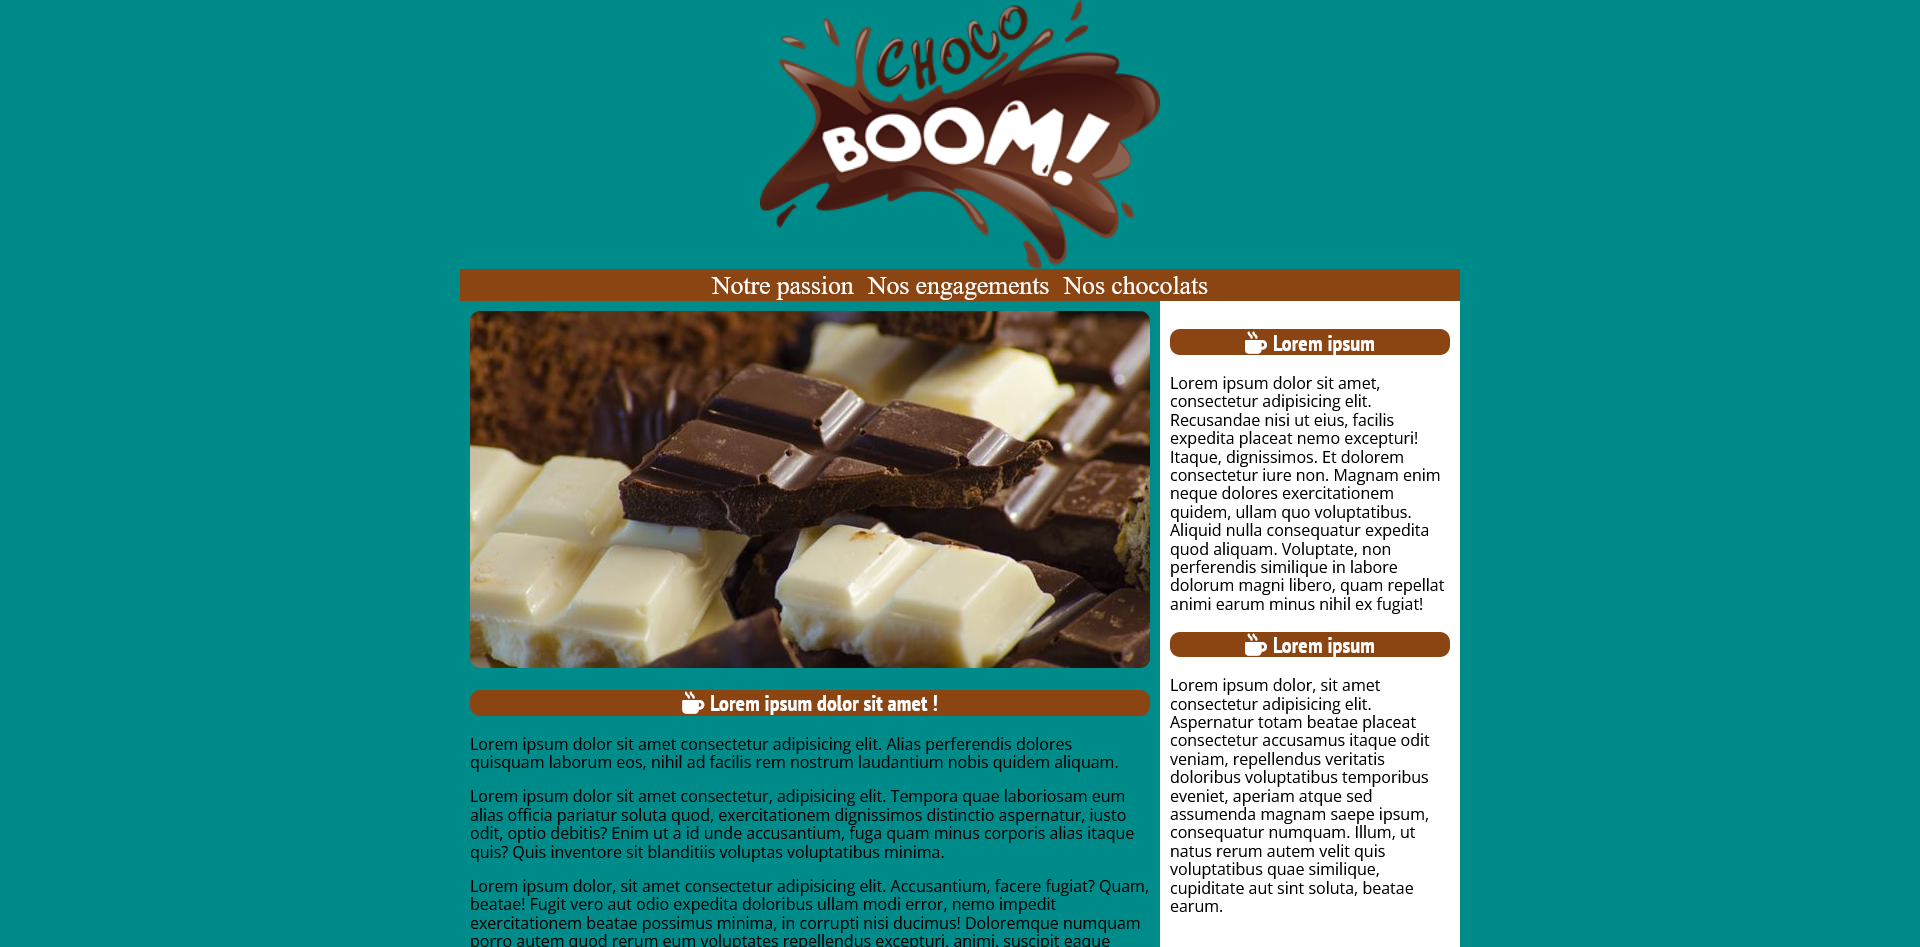 CHOCO
BOOM!
Notre passion Nos engagements Nos chocolats
Lorem ipsum dolor sit amet !
Lorem ipsum dolor sit amet consectetur adipisicing elit. Alias perferendis dolores
quisquam laborum eos, nihil ad facilis rem nostrum laudantium nobis quidem aliquam.
Lorem ipsum dolor sit amet consectetur, adipisicing elit. Tempora quae laboriosam eum
alias officia pariatur soluta quod, exercitationem dignissimos distinctio aspernatur, iusto
odit, optio debitis? Enim ut a id unde accusantium, fuga quam minus corporis alias itaque
quis? Quis inventore sit blanditiis voluptas voluptatibus minima.
Lorem ipsum dolor, sit amet consectetur adipisicing elit. Accusantium, facere fugiat? Quam,
beatae! Fugit vero aut odio expedita doloribus ullam modi error, nemo impedit
exercitationem beatae possimus minima, in corrupti nisi ducimus! Doloremque numquam
porro autem quod rerum eum voluptates repellendus excepturi, animi, suscipit eaque
Lorem ipsum
Lorem ipsum dolor sit amet,
consectetur adipisicing elit.
Recusandae nisi ut eius, facilis
expedita placeat nemo excepturi!
Itaque, dignissimos. Et dolorem
consectetur iure non. Magnam enim
neque dolores exercitationem
quidem, ullam quo voluptatibus.
Aliquid nulla consequatur expedita
quod aliquam. Voluptate, non
perferendis similique in labore
dolorum magni libero, quam repellat
animi earum minus nihil ex fugiat!
Lorem ipsum
Lorem ipsum dolor, sit amet
consectetur adipisicing elit.
Aspernatur totam beatae placeat
consectetur accusamus itaque odit
veniam, repellendus veritatis
doloribus voluptatibus temporibus
eveniet, aperiam atque sed
assumenda magnam saepe ipsum,
consequatur numquam. Illum, ut
natus rerum autem velit quis
voluptatibus quae similique,
cupiditate aut sint soluta, beatae
earum.